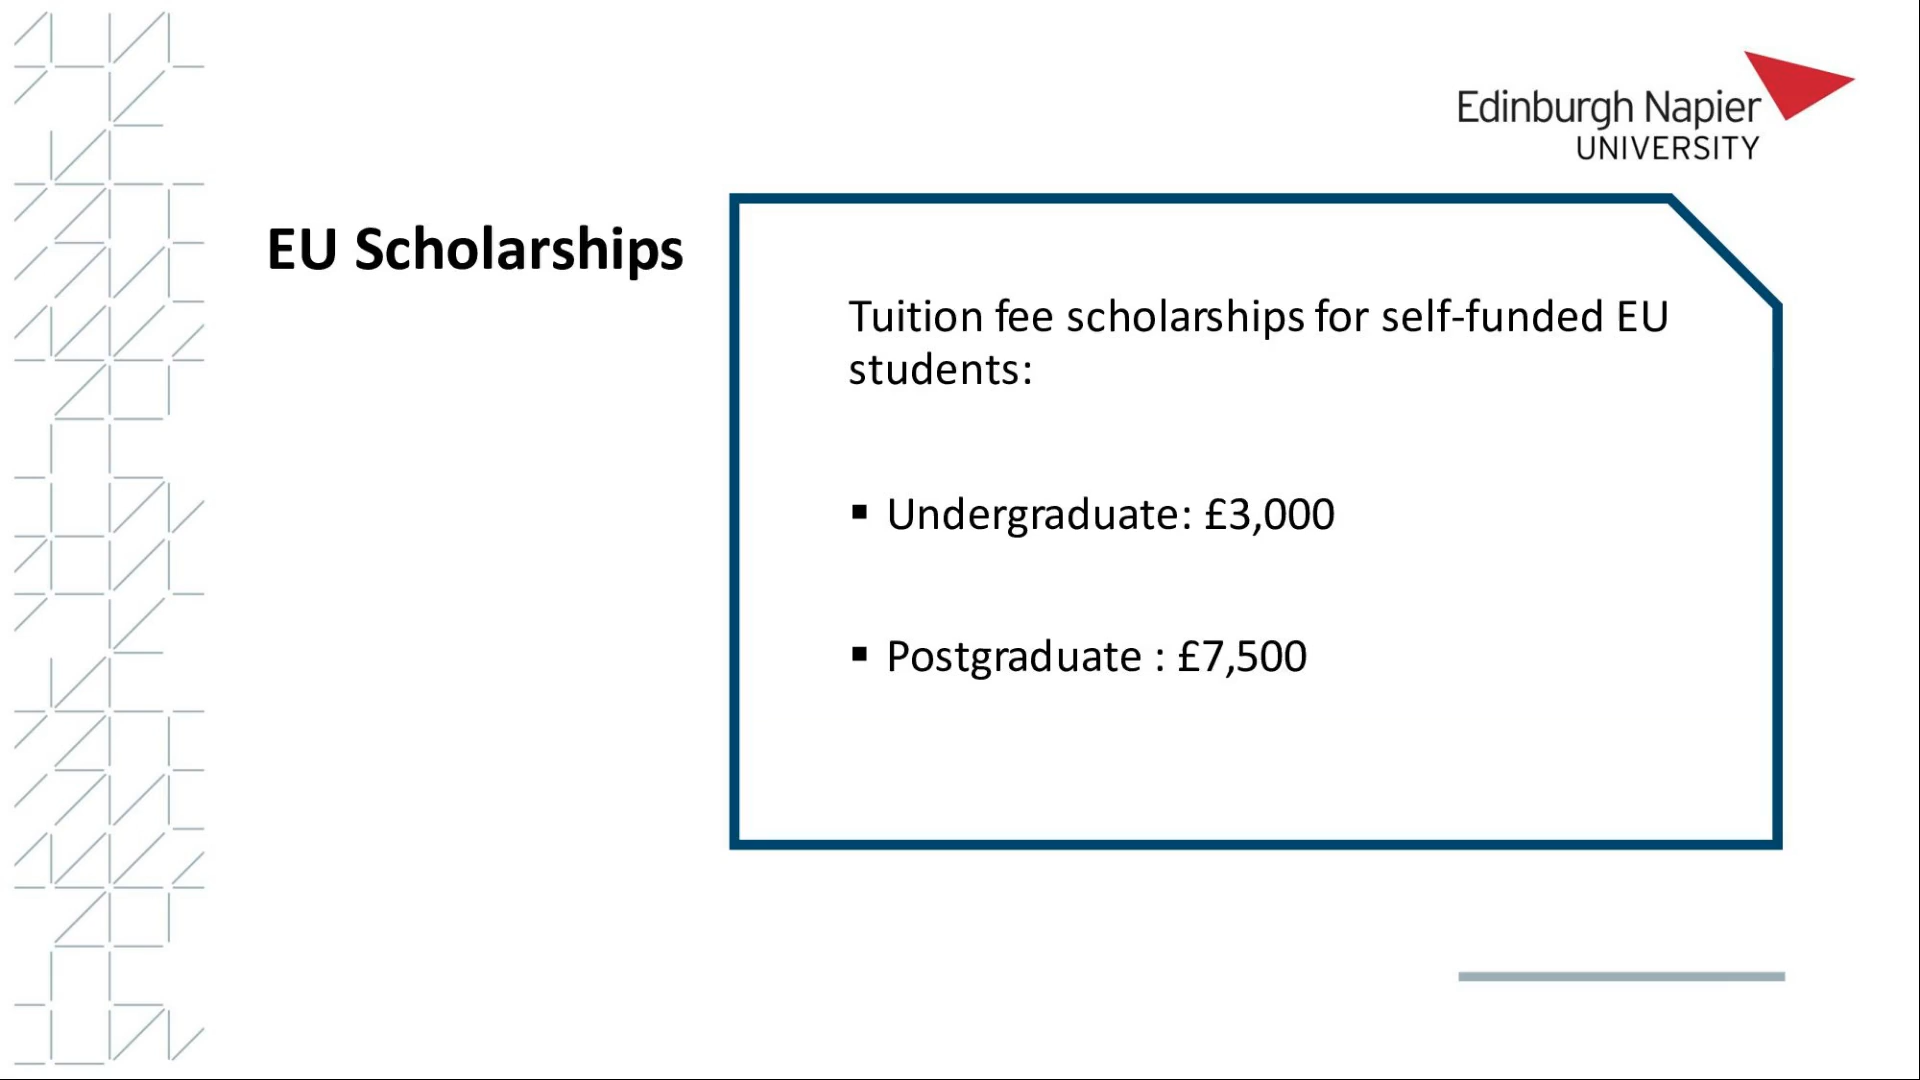 Edinburgh Napier
UNIVERSITY
EU Scholarships
Tuition fee scholarships for self-funded EU
students:
▪ Undergraduate: £3,000
▪ Postgraduate : £7,500